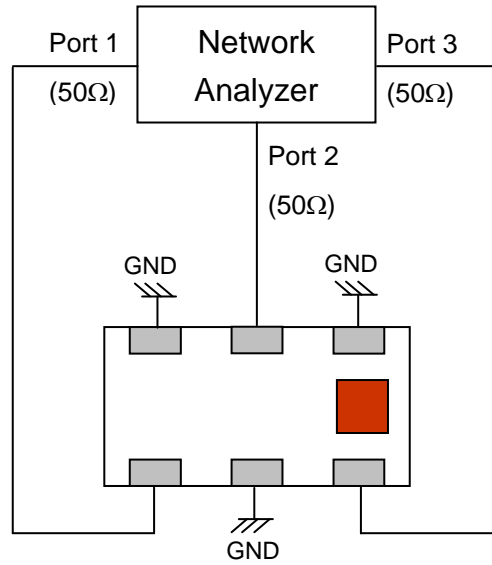 Port 1
(50Ω)
Network
Analyzer
Port 3
(50Ω)
Port 2
(50Ω)
GND
GND
GND